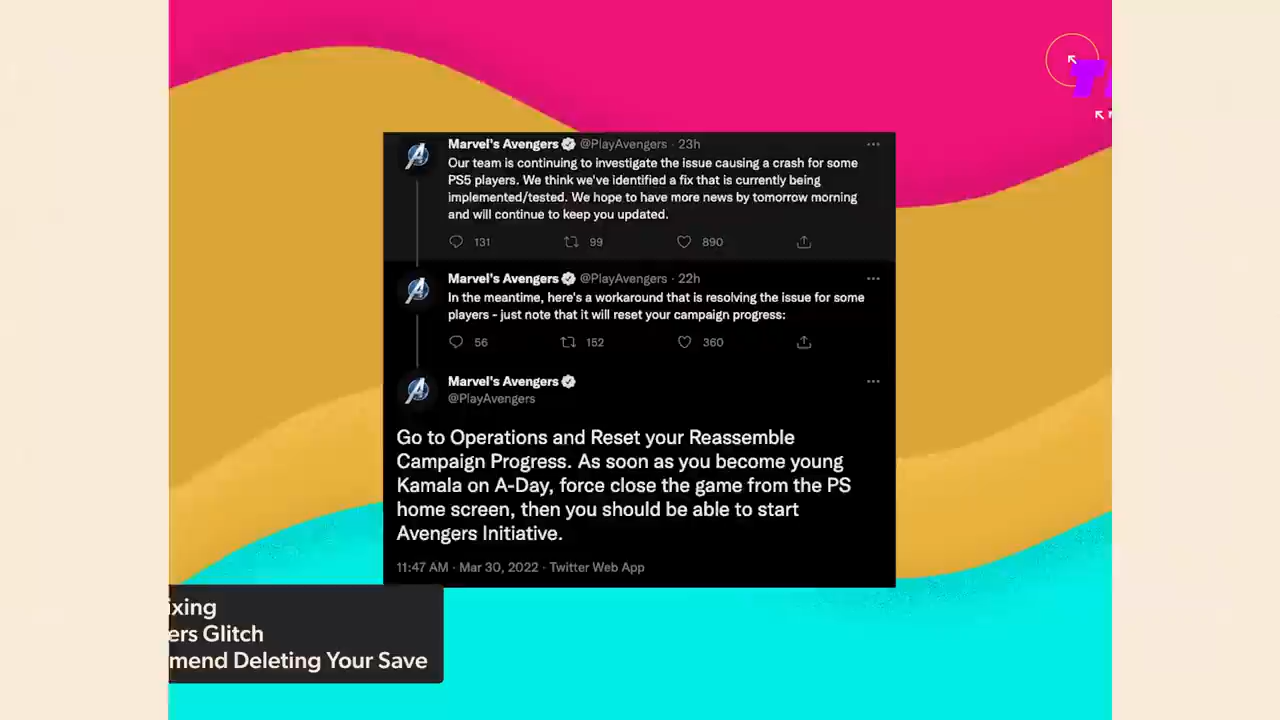 Marvel's Avengers @PlayAvengers · 23h
Our team is continuing to investigate the issue causing a crash for some
PS5 players. We think we've identified a fix that is currently being
implemented/tested. We hope to have more news by tomorrow morning
and will continue to keep you updated.
131 99 890
Marvel's Avengers @PlayAvengers · 22h
In the meantime, here's a workaround that is resolving the issue for some
players - just note that it will reset your campaign progress:
56 152 360
Marvel's Avengers
@PlayAvengers
Go to Operations and Reset your Reassemble
Campaign Progress. As soon as you become young
Kamala on A-Day, force close the game from the PS
home screen, then you should be able to start
Avengers Initiative.
11:47 AM · Mar 30, 2022 · Twitter Web App
ixing
ers Glitch
mend Deleting Your Save